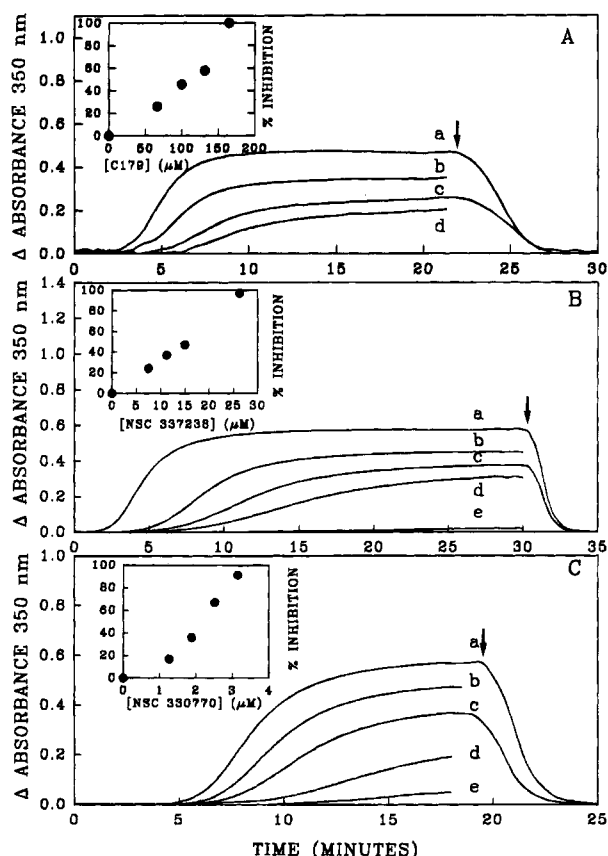 Δ ABSORBANCE 350 nm
1.0
0.8
0.6
0.4
0.2
0.0
0 5 10 15 20 25 30
A
a
b
c
d
100
80
60
40
20
0
0 50 100 150 200
[C179] (μM)
% INHIBITION
Δ ABSORBANCE 350 nm
1.4
1.2
1.0
0.8
0.6
0.4
0.2
0.0
0 5 10 15 20 25 30 35
B
a
b
c
d
e
100
80
60
40
20
0
0 5 10 15 20 25 30
[NSC 337238] (μM)
% INHIBITION
Δ ABSORBANCE 350 nm
1.0
0.8
0.6
0.4
0.2
0.0
0 5 10 15 20 25
C
a
b
c
d
e
100
80
60
40
20
0
0 1 2 3 4
[NSC 330770] (μM)
% INHIBITION
TIME (MINUTES)